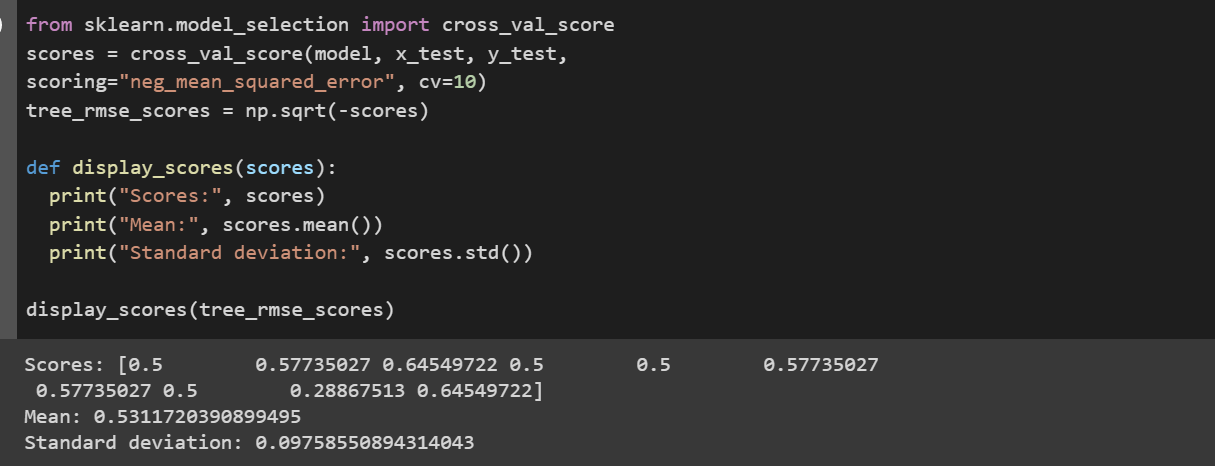 from sklearn.model_selection import cross_val_score
scores = cross_val_score(model, x_test, y_test,
scoring="neg_mean_squared_error", cv=10)
tree_rmse_scores = np.sqrt(-scores)
def display_scores(scores):
  print("Scores:", scores)
  print("Mean:", scores.mean())
  print("Standard deviation:", scores.std())
display_scores(tree_rmse_scores)
Scores: [0.5        0.57735027 0.64549722 0.5        0.5        0.57735027
 0.57735027 0.5        0.28867513 0.64549722]
Mean: 0.5311720390899495
Standard deviation: 0.09758550894314043